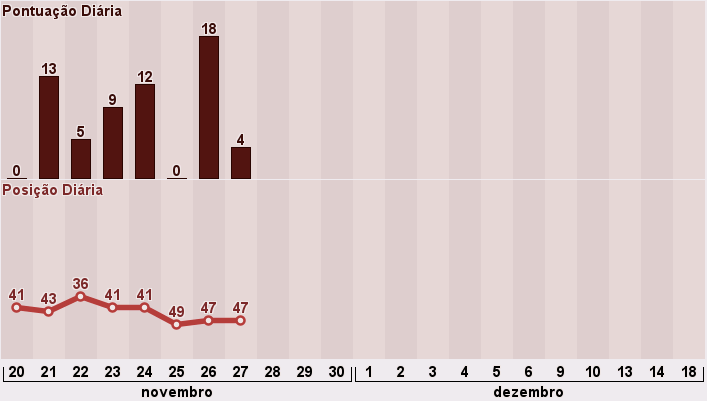 Pontuação Diária
0 13 5 9 12 0 18 4
Posição Diária
41 43 36 41 41 49 47 47
20 21 22 23 24 25 26 27 28 29 30 1 2 3 4 5 6 9 10 13 14 18
novembro dezembro